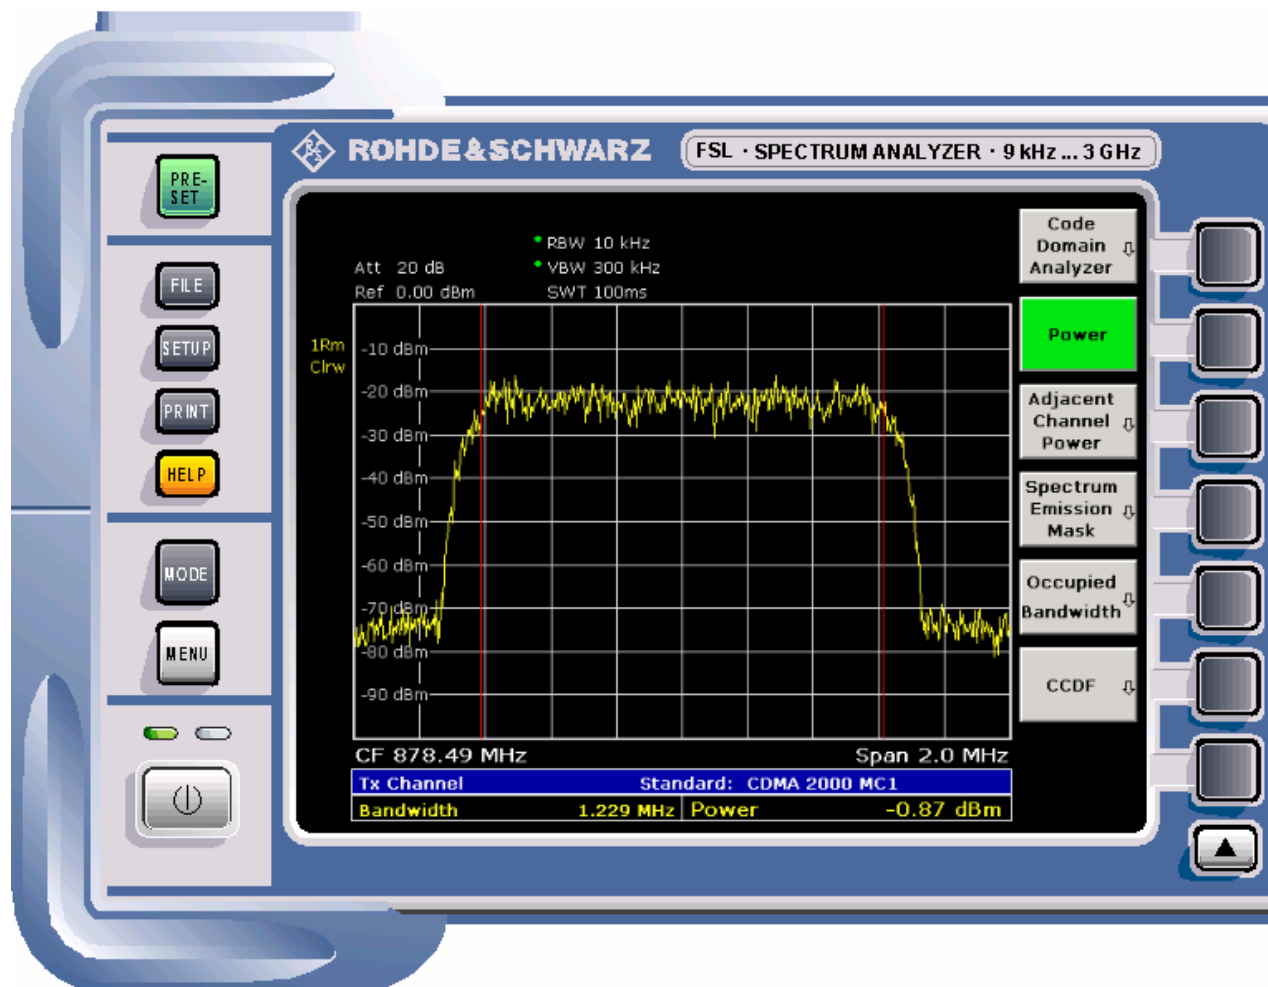 ROHDE&SCHWARZ
FSL · SPECTRUM ANALYZER · 9 kHz ... 3 GHz
PRE-
SET
FILE
SETUP
PRINT
HELP
MODE
MENU
* RBW 10 kHz
Att 20 dB
* VBW 300 kHz
Ref 0.00 dBm
SWT 100ms
1Rm
Clrw
-10 dBm
-20 dBm
-30 dBm
-40 dBm
-50 dBm
-60 dBm
-70 dBm
-80 dBm
-90 dBm
CF 878.49 MHz
Span 2.0 MHz
Tx Channel
Standard: CDMA 2000 MC1
Bandwidth 1.229 MHz
Power -0.87 dBm
Code
Domain
Analyzer
Power
Adjacent
Channel
Power
Spectrum
Emission
Mask
Occupied
Bandwidth
CCDF